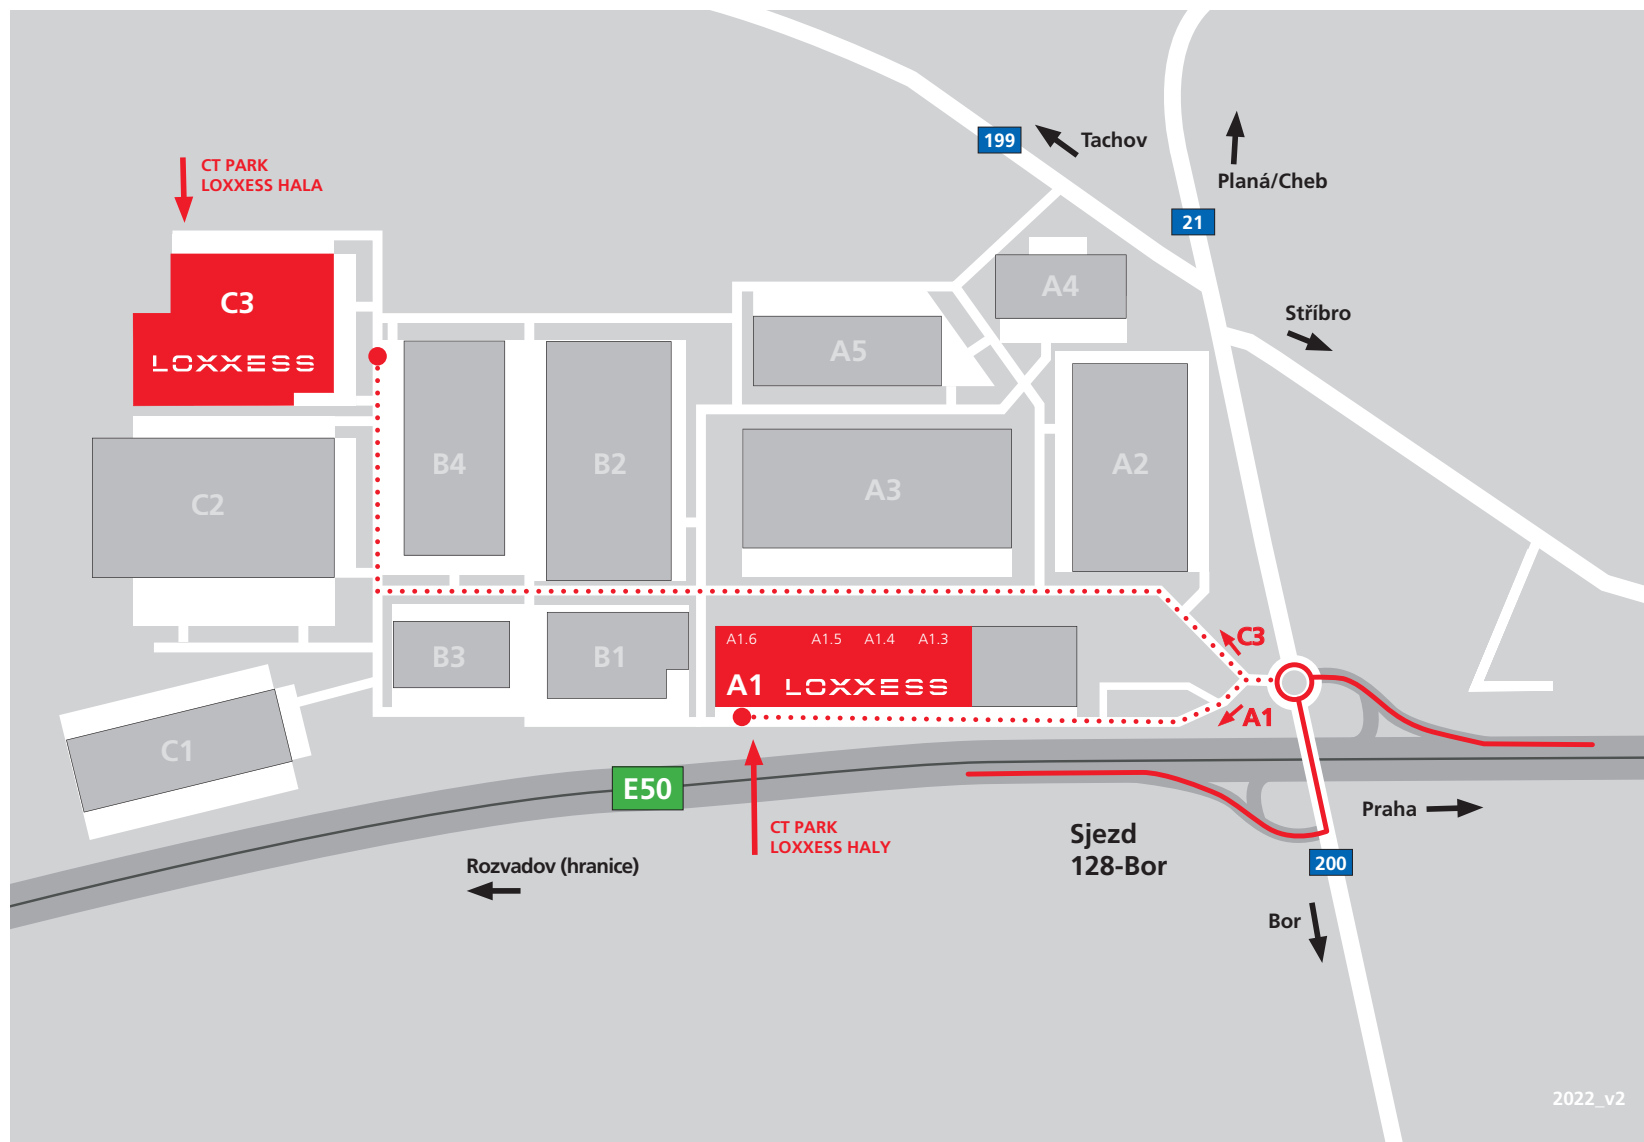 199
Tachov
CT PARK
LOXXESS HALA
Planá/Cheb
21
C3
LOXXESS
A4
Stříbro
A5
B4
B2
A2
A3
C2
C3
A1.6 A1.5 A1.4 A1.3
B3
B1
A1 LOXXESS
A1
C1
E50
Praha
CT PARK
LOXXESS HALY
Sjezd
128-Bor
Rozvadov (hranice)
200
Bor
2022_v2